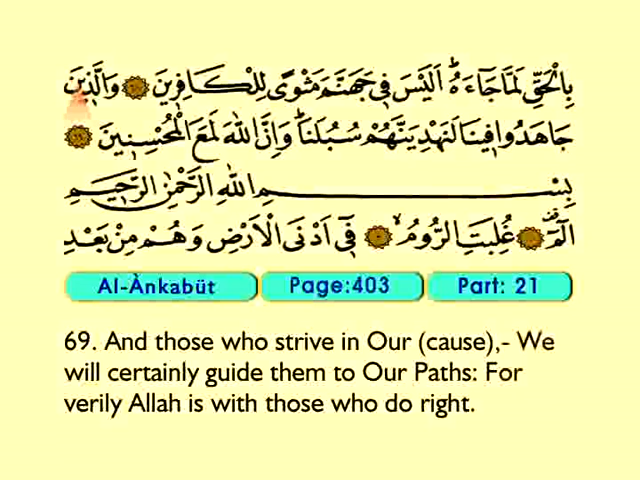 بِالْحَقِّ لَمَّا جَآءَهُ ؕ اَلَيْسَ فِيْ جَهَنَّمَ مَثْوًى لِلْكَافِرِينَ وَالَّذِينَ
جَاهَدُوا فِينَا لَنَهْدِيَنَّهُمْ سُبُلَنَا ؕ وَاِنَّ اللّٰهَ لَمَعَ الْمُحْسِنِينَ
بِسْمِ اللّٰهِ الرَّحْمٰنِ الرَّحِيمِ
الٓمٓ غُلِبَتِ الرُّومُ ۙ فِيٓ اَدْنَى الْاَرْضِ وَهُمْ مِنْ بَعْدِ
Al-Ànkabüt Page:403 Part: 21
69. And those who strive in Our (cause),- We
will certainly guide them to Our Paths: For
verily Allah is with those who do right.